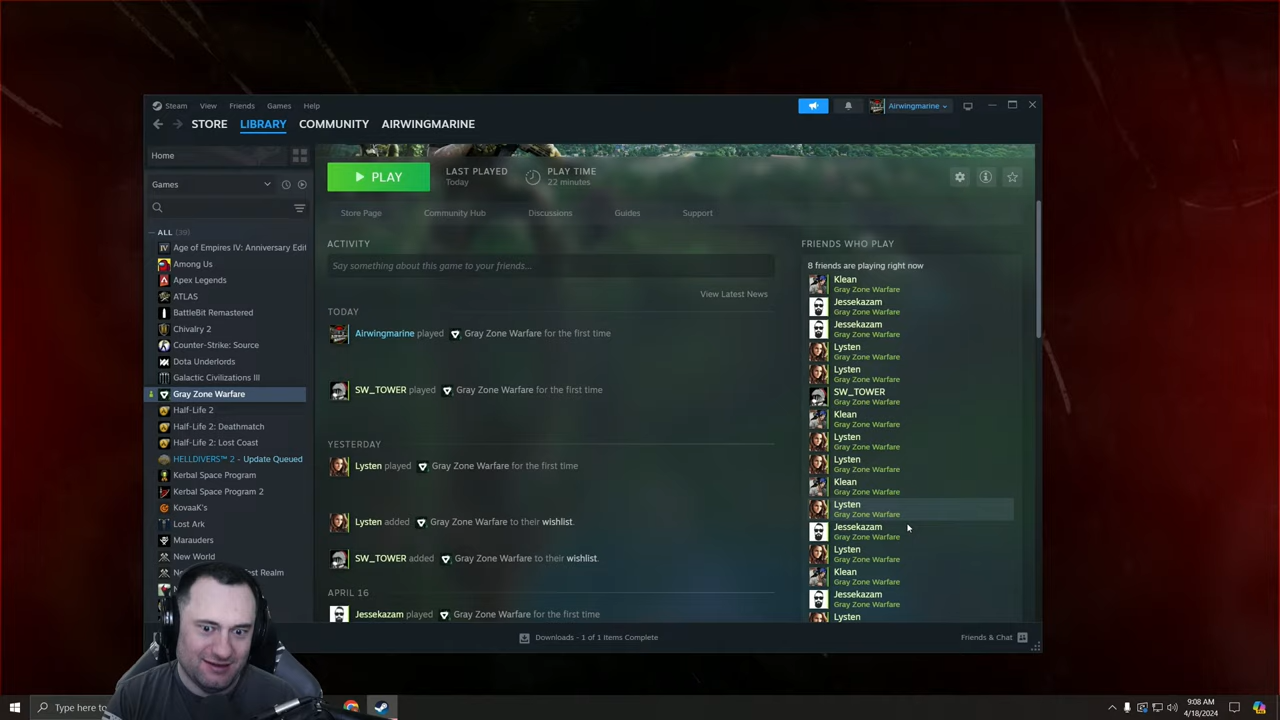 Steam View Friends Games Help
Airwingmarine
STORE LIBRARY COMMUNITY AIRWINGMARINE
Home
Games
ALL (39)
Age of Empires IV: Anniversary Edit
Among Us
Apex Legends
ATLAS
BattleBit Remastered
Chivalry 2
Counter-Strike: Source
Dota Underlords
Galactic Civilizations III
Gray Zone Warfare
Half-Life 2
Half-Life 2: Deathmatch
Half-Life 2: Lost Coast
HELLDIVERS™ 2 - Update Queued
Kerbal Space Program
Kerbal Space Program 2
KovaaK's
Lost Ark
Marauders
New World
PLAY
LAST PLAYED
Today
PLAY TIME
22 minutes
Store Page Community Hub Discussions Guides Support
ACTIVITY
Say something about this game to your friends...
View Latest News
TODAY
Airwingmarine played Gray Zone Warfare for the first time
SW_TOWER played Gray Zone Warfare for the first time
YESTERDAY
Lysten played Gray Zone Warfare for the first time
Lysten added Gray Zone Warfare to their wishlist.
SW_TOWER added Gray Zone Warfare to their wishlist.
APRIL 16
Jessekazam played Gray Zone Warfare for the first time
FRIENDS WHO PLAY
8 friends are playing right now
Klean
Gray Zone Warfare
Jessekazam
Gray Zone Warfare
Jessekazam
Gray Zone Warfare
Lysten
Gray Zone Warfare
Lysten
Gray Zone Warfare
SW_TOWER
Gray Zone Warfare
Klean
Gray Zone Warfare
Lysten
Gray Zone Warfare
Lysten
Gray Zone Warfare
Klean
Gray Zone Warfare
Lysten
Gray Zone Warfare
Jessekazam
Gray Zone Warfare
Lysten
Gray Zone Warfare
Klean
Gray Zone Warfare
Jessekazam
Gray Zone Warfare
Lysten
Downloads - 1 of 1 Items Complete
Friends & Chat
Type here to
9:08 AM
4/18/2024